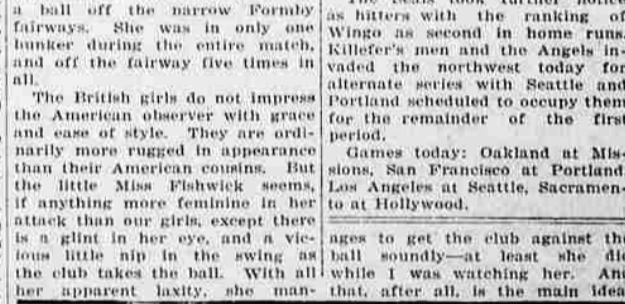 a ball off the narrow Formby
fairways. She was in only one
bunker during the entire match,
and off the fairway five times in
all.
The British girls do not impress
the American observer with grace
and ease of style. They are ordi-
narily more rugged in appearance
than their American cousins. But
the little Miss Fishwick seems,
if anything more feminine in her
attack than our girls, except there
is a glint in her eye, and a vic-
ious little nip in the swing as
the club takes the ball. With all
her apparent laxity, she man-
as hitters with the ranking of
Wingo as second in home runs.
Killefer's men and the Angels in-
vaded the northwest today for
alternate series with Seattle and
Portland scheduled to occupy them
for the remainder of the first
period.
Games today: Oakland at Mis-
sions, San Francisco at Portland,
Los Angeles at Seattle, Sacramen-
to at Hollywood.
ages to get the club against the
ball soundly—at least she did
while I was watching her. And
that, after all, is the main idea